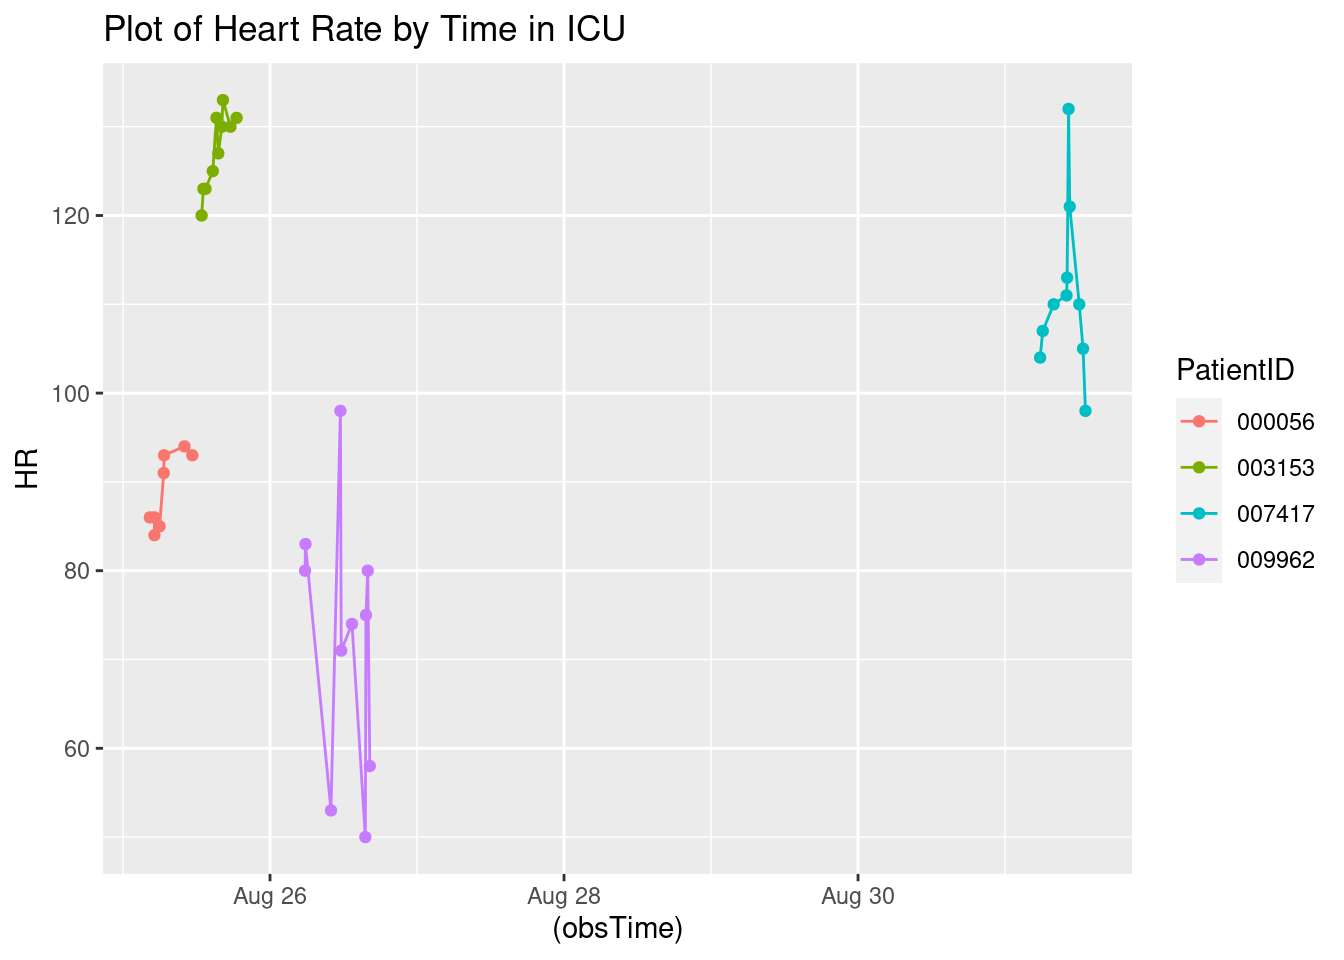 Plot of Heart Rate by Time in ICU
HR
120
100
80
60
Aug 26
Aug 28
Aug 30
(obsTime)
PatientID
000056
003153
007417
009962